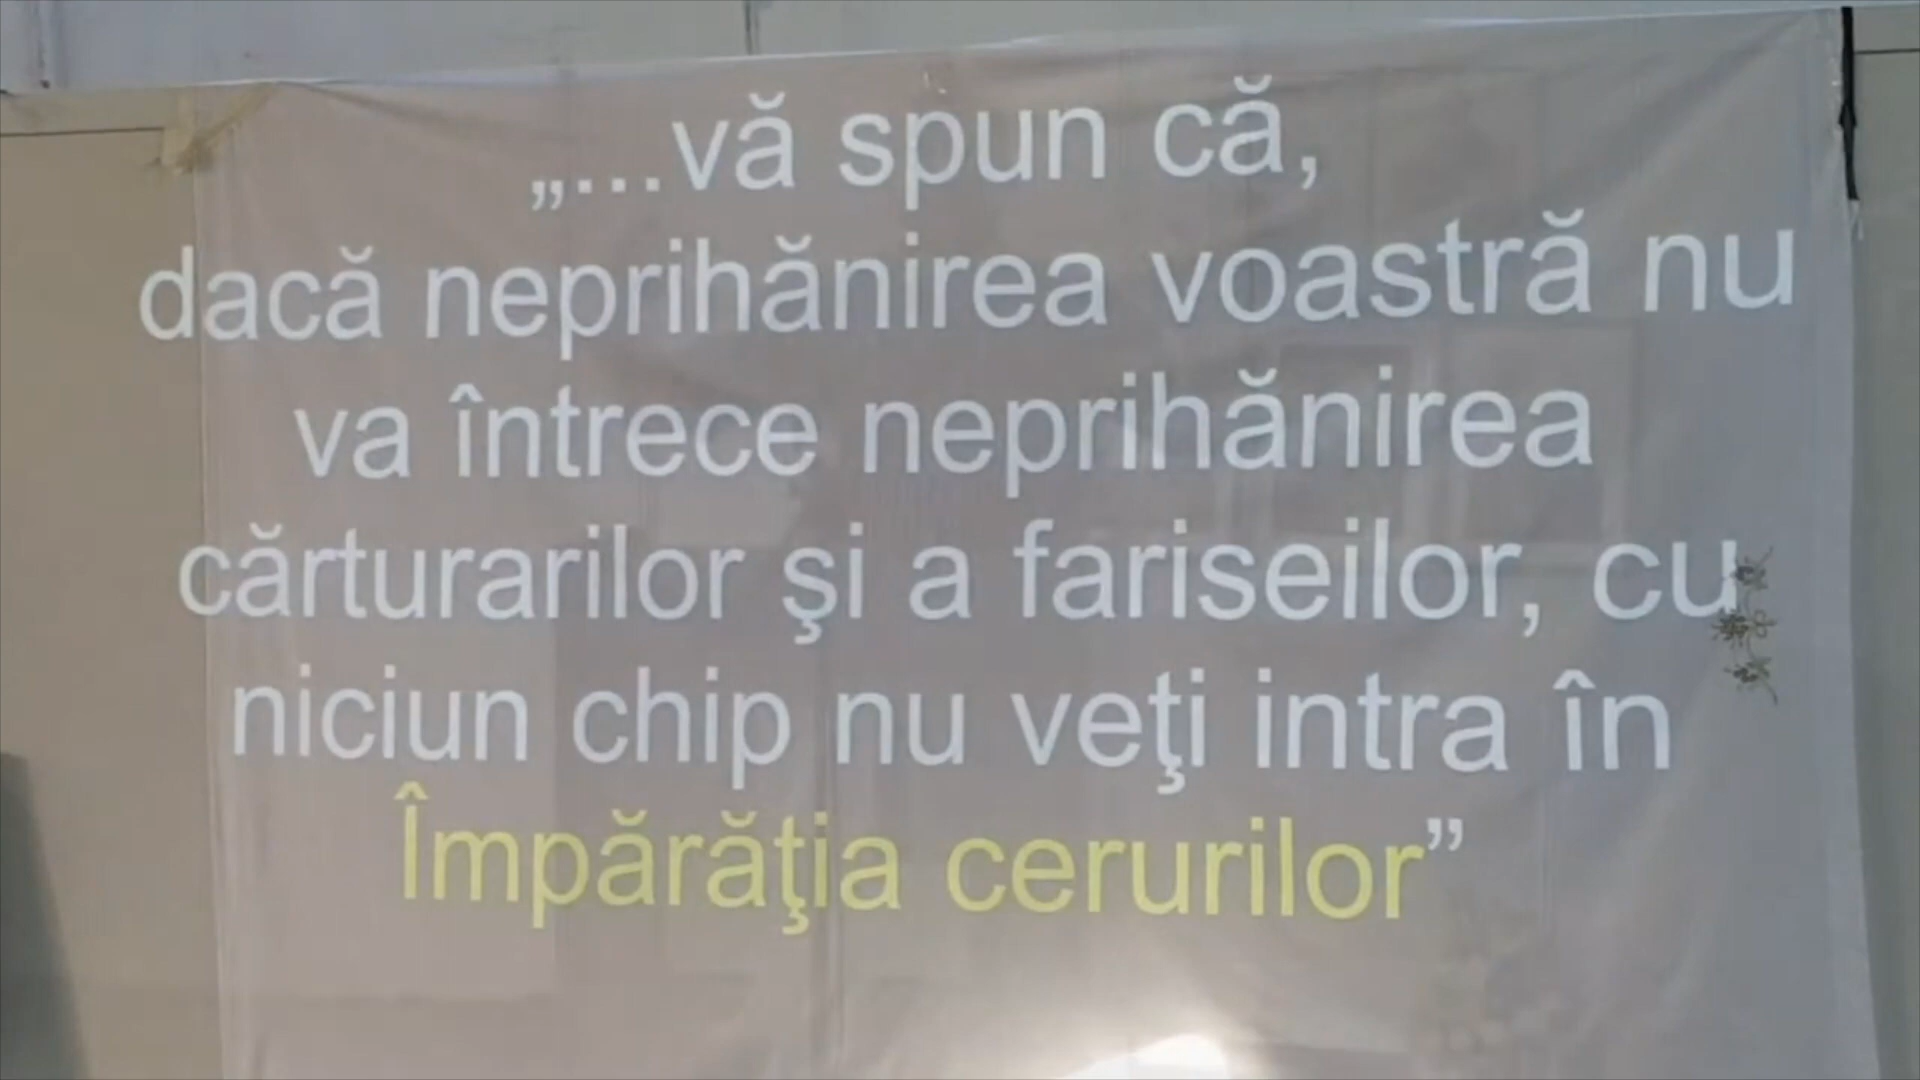 „...vă spun că,
dacă neprihănirea voastră nu
va întrece neprihănirea
cărturarilor şi a fariseilor, cu
niciun chip nu veţi intra în
Împărăţia cerurilor”